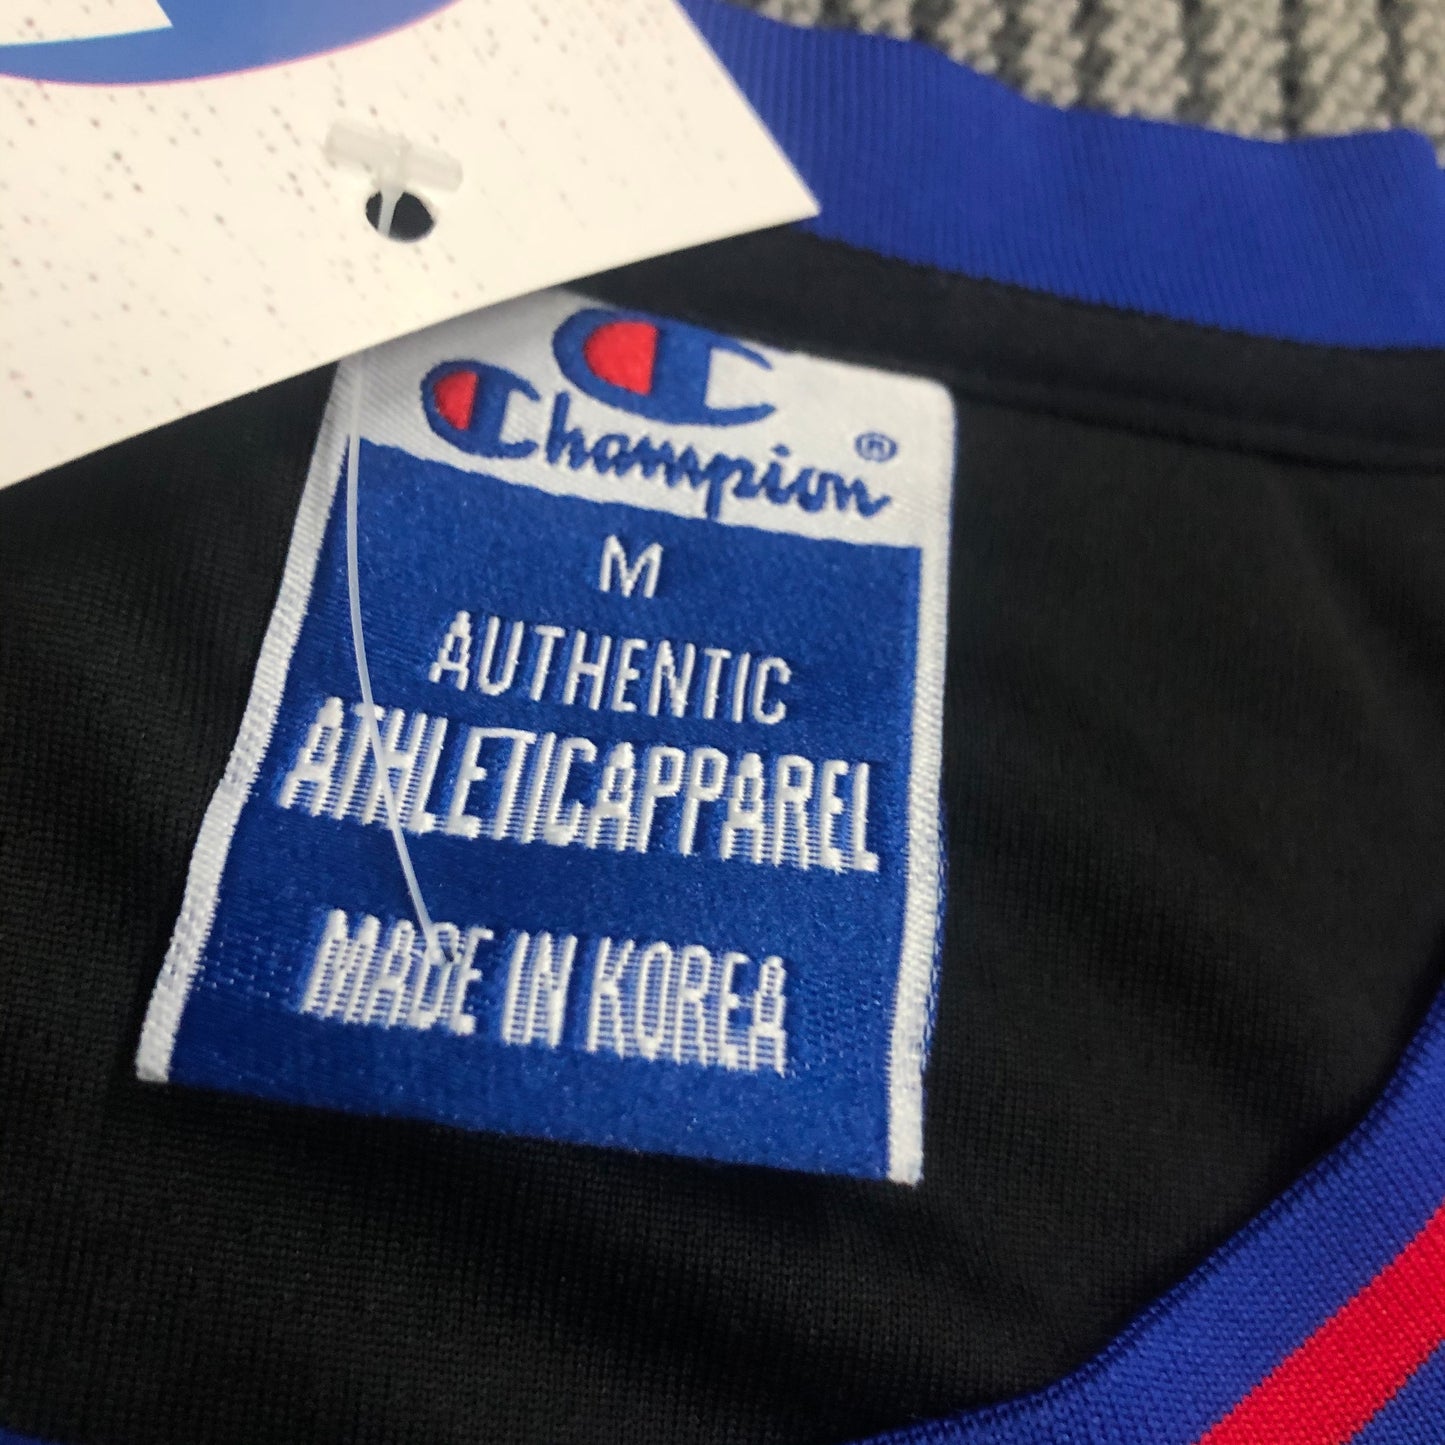 Champion ®
M
AUTHENTIC
ATHLETICAPPAREL
MADE IN KOREA